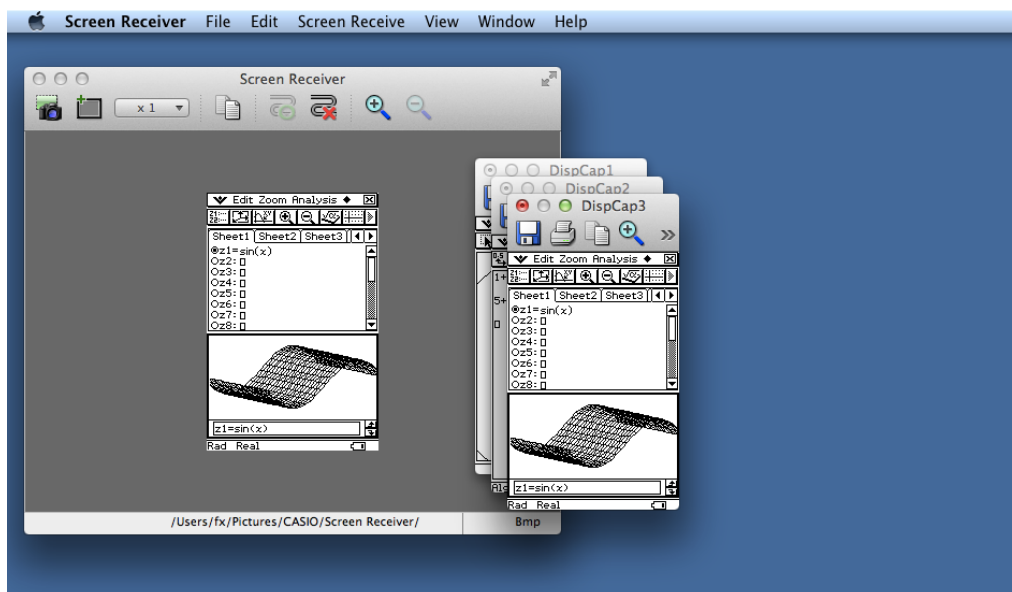 Screen Receiver File Edit Screen Receive View Window Help
Screen Receiver
x 1
Edit Zoom Analysis
Sheet1 Sheet2 Sheet3
z1=sin(x)
z2:
z3:
z4:
z5:
z6:
z7:
z8:
z1=sin(x)
Rad Real
/Users/fx/Pictures/CASIO/Screen Receiver/ Bmp
DispCap1
DispCap2
DispCap3
Edit Zoom Analysis
Sheet1 Sheet2 Sheet3
z1=sin(x)
z2:
z3:
z4:
z5:
z6:
z7:
z8:
z1=sin(x)
Rad Real
1+
5+
Alg